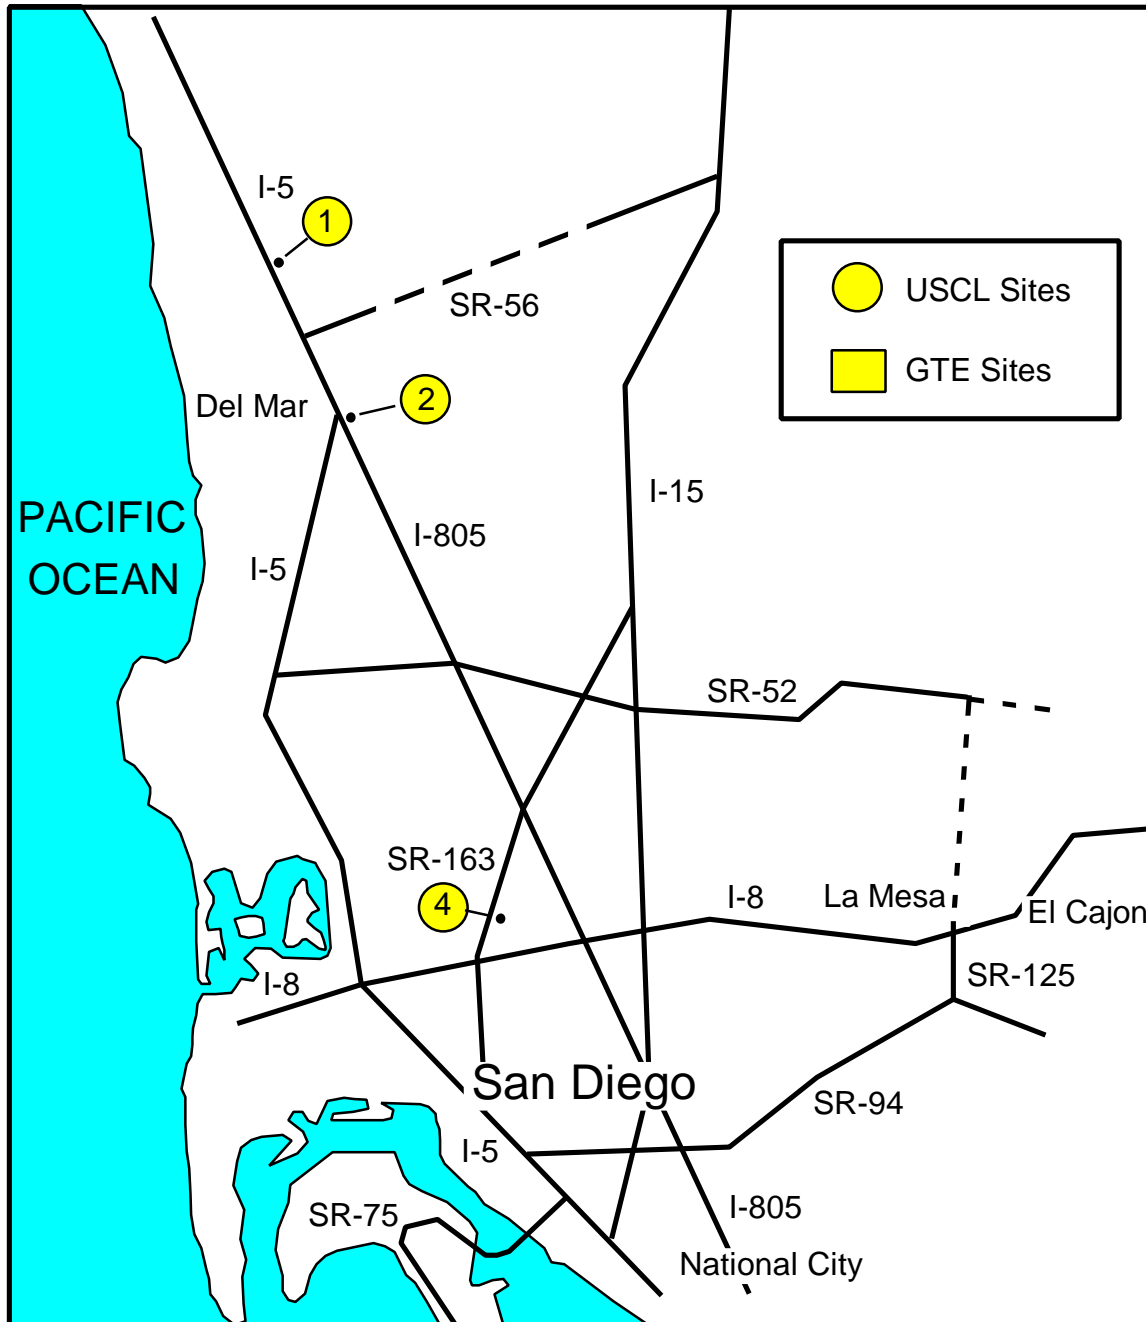 I-5
1
USCL Sites
SR-56
GTE Sites
2
Del Mar
I-15
PACIFIC
OCEAN
I-805
I-5
SR-52
SR-163
La Mesa
I-8
4
El Cajon
SR-125
I-8
San Diego
SR-94
I-5
SR-75
I-805
National City